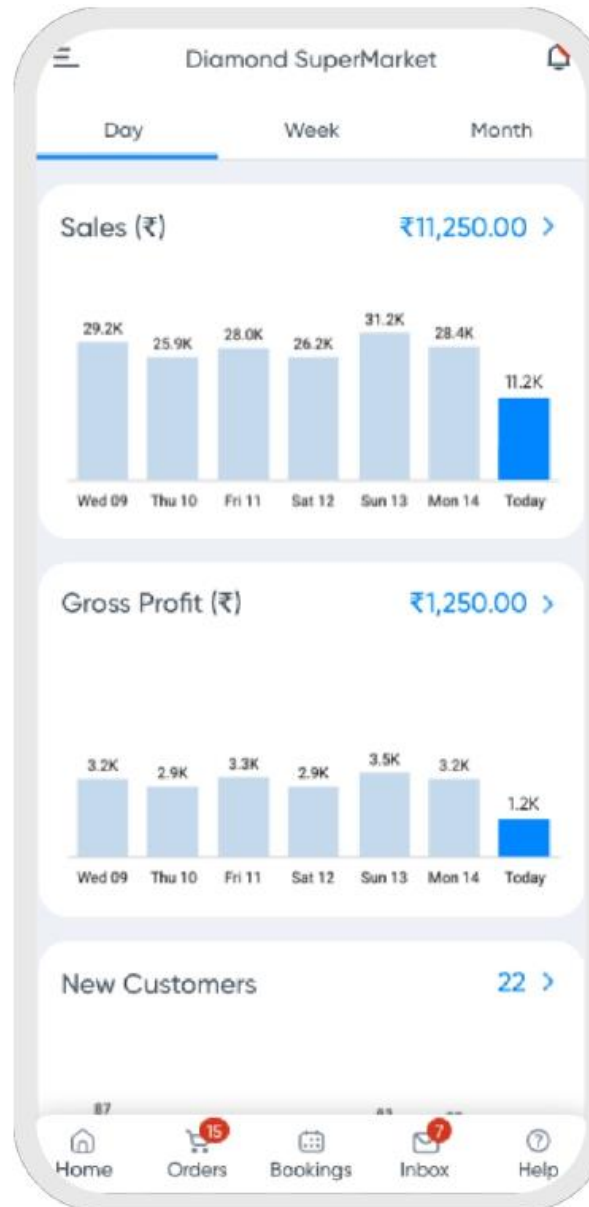 Diamond SuperMarket
Day Week Month
Sales (₹) ₹11,250.00 >
29.2K 25.9K 28.0K 26.2K 31.2K 28.4K 11.2K
Wed 09 Thu 10 Fri 11 Sat 12 Sun 13 Mon 14 Today
Gross Profit (₹) ₹1,250.00 >
3.2K 2.9K 3.3K 2.9K 3.5K 3.2K 1.2K
Wed 09 Thu 10 Fri 11 Sat 12 Sun 13 Mon 14 Today
New Customers 22 >
87
15 7
Home Orders Bookings Inbox Help